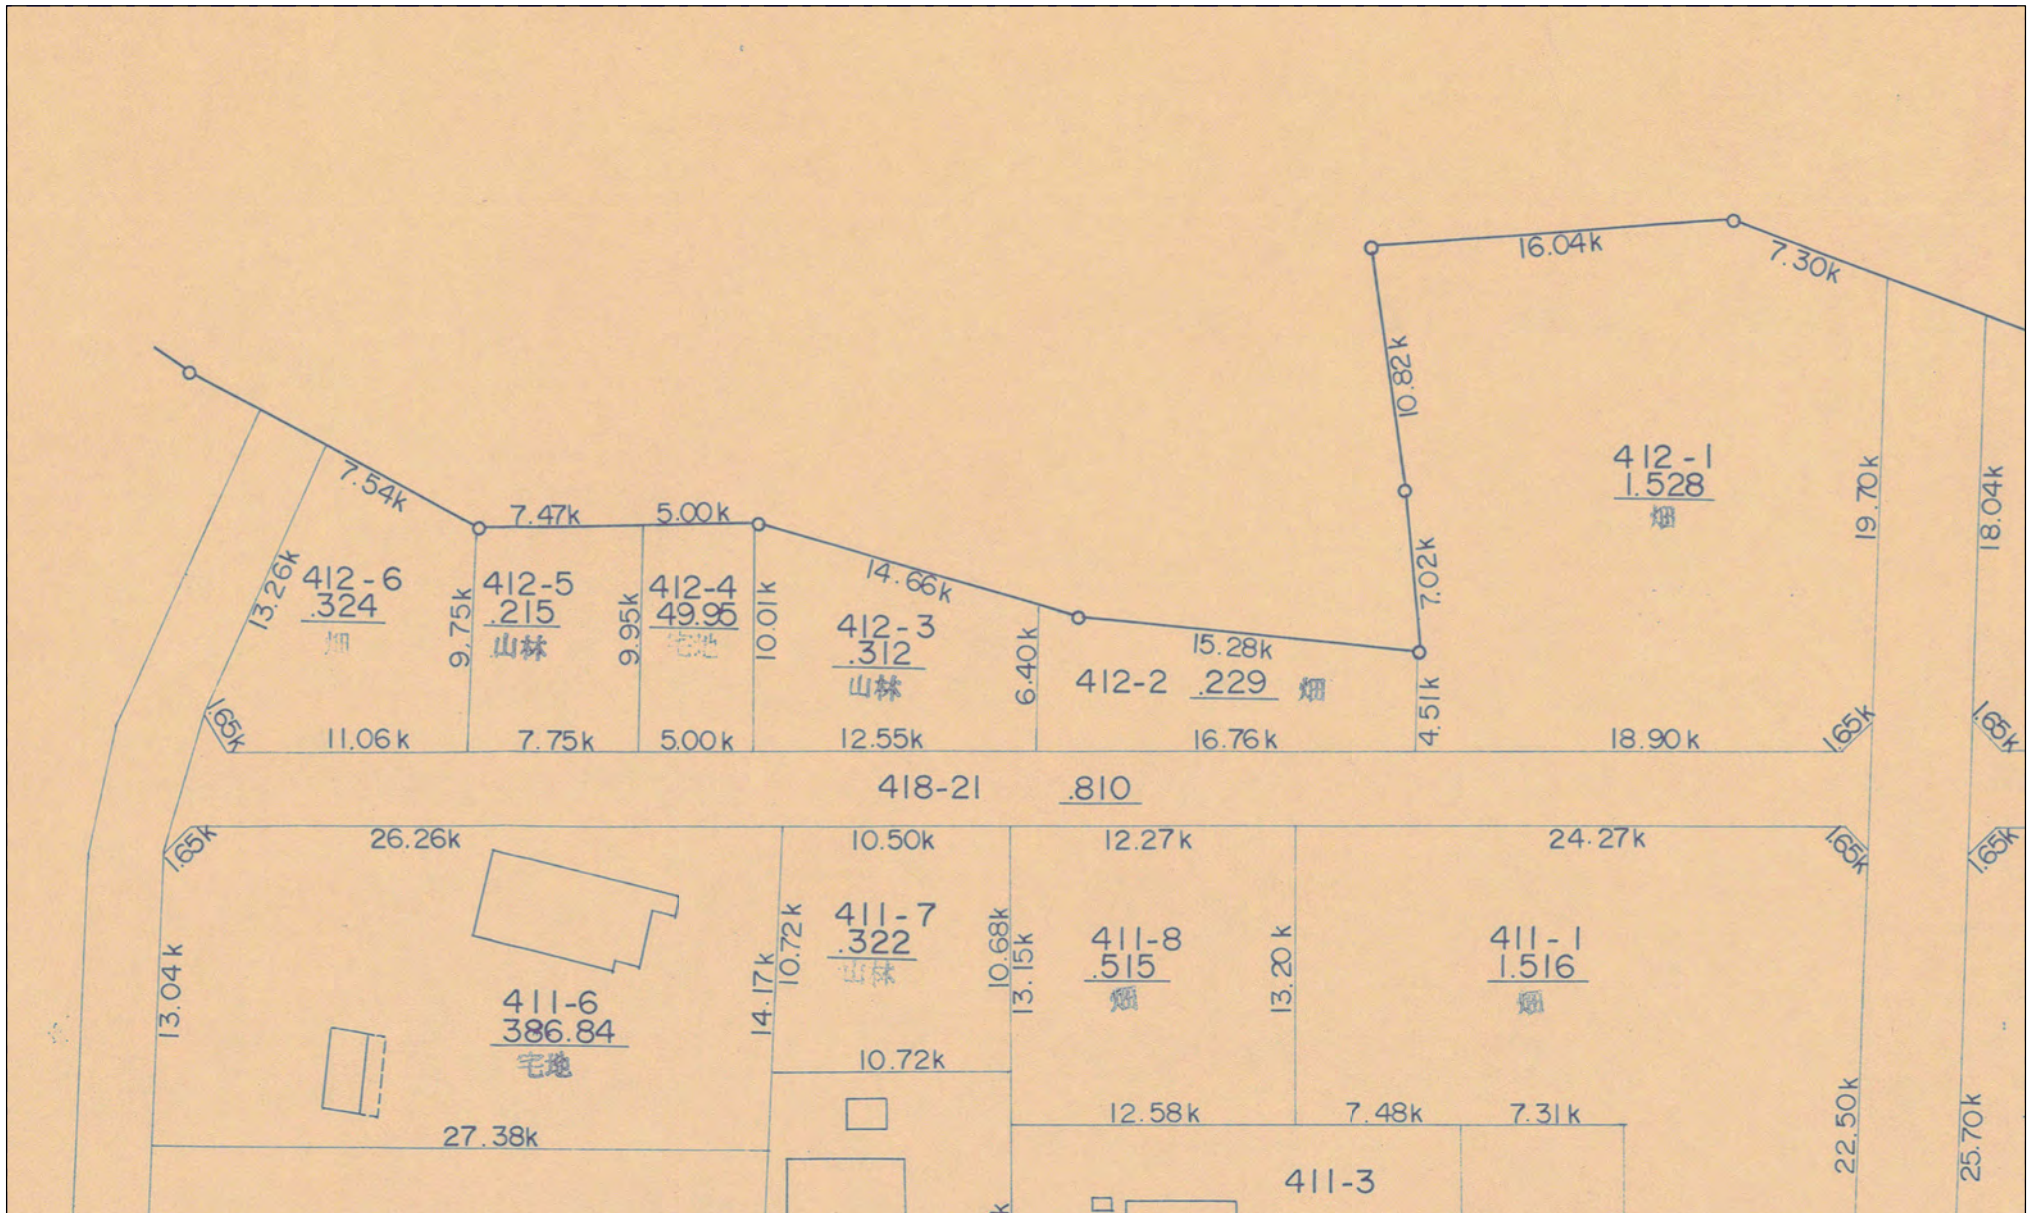 16.04k
7.30k
10.82k
412-1
1.528
畑
19.70k
18.04k
7.02k
7.54k
7.47k
5.00k
13.26k
412-6
.324
畑
9.75k
412-5
.215
山林
9.95k
412-4
49.95
宅地
10.01k
14.66k
412-3
.312
山林
6.40k
15.28k
412-2 .229 畑
4.51k
1.65k
11.06k
7.75k
5.00k
12.55k
16.76k
18.90k
1.65k
1.65k
418-21 .810
1.65k
26.26k
10.50k
12.27k
24.27k
1.65k
1.65k
13.04k
411-6
386.84
宅地
14.17k
10.72k
411-7
.322
山林
10.68k
13.15k
411-8
.515
畑
13.20k
411-1
1.516
畑
10.72k
27.38k
12.58k
7.48k
7.31k
22.50k
25.70k
411-3
k